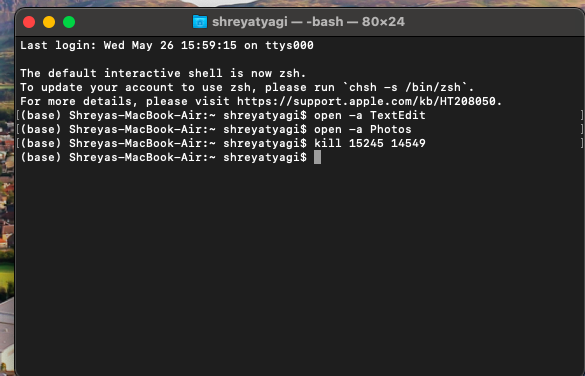 shreyatyagi — -bash — 80×24
Last login: Wed May 26 15:59:15 on ttys000
The default interactive shell is now zsh.
To update your account to use zsh, please run `chsh -s /bin/zsh`.
For more details, please visit https://support.apple.com/kb/HT208050.
[(base) Shreyas-MacBook-Air:~ shreyatyagi$ open -a TextEdit ]
[(base) Shreyas-MacBook-Air:~ shreyatyagi$ open -a Photos ]
[(base) Shreyas-MacBook-Air:~ shreyatyagi$ kill 15245 14549 ]
(base) Shreyas-MacBook-Air:~ shreyatyagi$